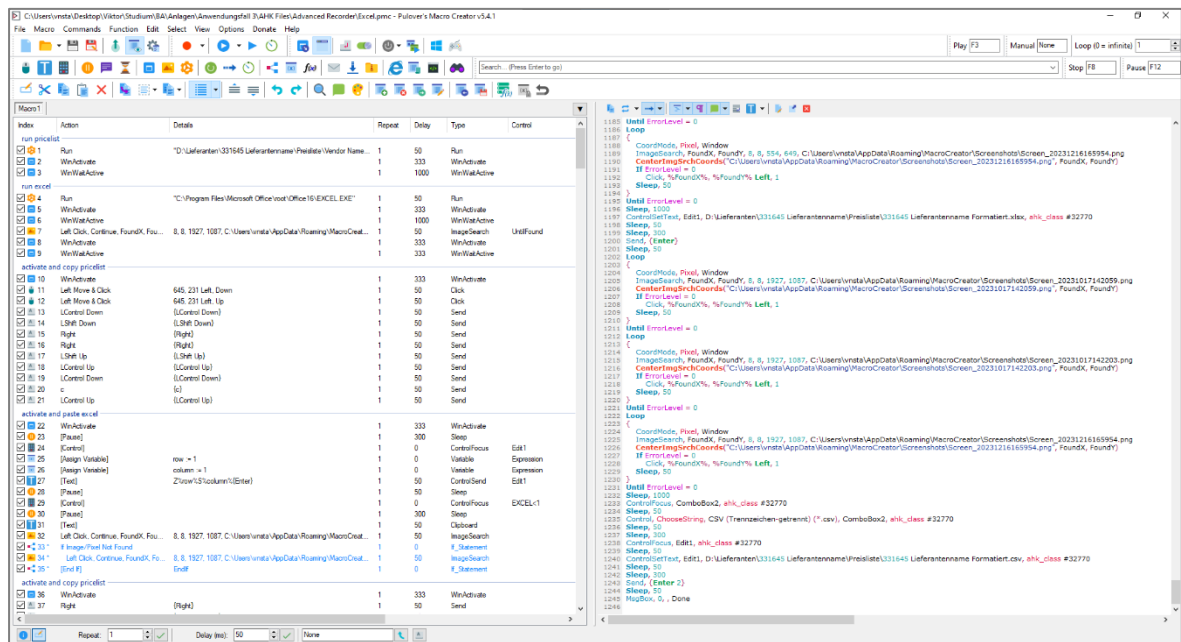 C:\Users\vnsta\Desktop\Viktor\Studium\BA\Anlagen\Anwendungsfall 3\AHK Files\Advanced Recorder\Excel.pmc - Pulover's Macro Creator v5.4.1
File Macro Commands Function Edit Select View Options Donate Help
Play F3 Manual None Loop (0 = infinite) 1
Search... (Press Enter to go) Stop F8 Pause F12
Macro1
Index Action Details Repeat Delay Type Control
run pricelist
1 Run "D:\Lieferanten\331645 Lieferantenname\Preisliste\Vendor Name... 1 50 Run
2 WinActivate 1 333 WinActivate
3 WinWaitActive 1 1000 WinWaitActive
run excel
4 Run "C:\Program Files\Microsoft Office\root\Office16\EXCEL.EXE" 1 50 Run
5 WinActivate 1 333 WinActivate
6 WinWaitActive 1 1000 WinWaitActive
7 Left Click, Continue, FoundX, Fou... 8, 8, 1927, 1087, C:\Users\vnsta\AppData\Roaming\MacroCreat... 1 50 ImageSearch UntilFound
8 WinActivate 1 333 WinActivate
9 WinWaitActive 1 333 WinWaitActive
activate and copy pricelist
10 WinActivate 1 333 WinActivate
11 Left Move & Click 645, 231 Left, Down 1 50 Click
12 Left Move & Click 645, 231 Left, Up 1 50 Click
13 LControl Down {LControl Down} 1 50 Send
14 LShift Down {LShift Down} 1 50 Send
15 Right {Right} 1 50 Send
16 Right {Right} 1 50 Send
17 LShift Up {LShift Up} 1 50 Send
18 LControl Up {LControl Up} 1 50 Send
19 LControl Down {LControl Down} 1 50 Send
20 c {c} 1 50 Send
21 LControl Up {LControl Up} 1 50 Send
activate and paste excel
22 WinActivate 1 333 WinActivate
23 [Pause] 1 300 Sleep
24 [Control] 1 0 ControlFocus Edit1
25 [Assign Variable] row := 1 1 0 Variable Expression
26 [Assign Variable] column := 1 1 0 Variable Expression
27 [Text] Z%row%S%column%{Enter} 1 50 ControlSend Edit1
28 [Pause] 1 50 Sleep
29 [Control] 1 0 ControlFocus EXCEL<1
30 [Pause] 1 300 Sleep
31 [Text] 1 50 Clipboard
32 Left Click, Continue, FoundX, Fo... 8, 8, 1927, 1087, C:\Users\vnsta\AppData\Roaming\MacroCreat... 1 50 ImageSearch
33 * If Image/Pixel Not Found 1 0 If_Statement
34 * Left Click, Continue, FoundX, Fo... 8, 8, 1927, 1087, C:\Users\vnsta\AppData\Roaming\MacroCreat... 1 50 ImageSearch
35 * [End If] EndIf 1 0 If_Statement
activate and copy pricelist
36 WinActivate 1 333 WinActivate
37 Right {Right} 1 50 Send
Repeat: 1 Delay (ms): 50 None
1185 Until ErrorLevel = 0
1186 Loop
1187 {
1188 CoordMode, Pixel, Window
1189 ImageSearch, FoundX, FoundY, 8, 8, 554, 649, C:\Users\vnsta\AppData\Roaming\MacroCreator\Screenshots\Screen_20231216165954.png
1190 CenterImgSrchCoords("C:\Users\vnsta\AppData\Roaming\MacroCreator\Screenshots\Screen_20231216165954.png", FoundX, FoundY)
1191 If ErrorLevel = 0
1192 Click, %FoundX%, %FoundY% Left, 1
1193 Sleep, 50
1194 }
1195 Until ErrorLevel = 0
1196 Sleep, 1000
1197 ControlSetText, Edit1, D:\Lieferanten\331645 Lieferantenname\Preisliste\331645 Lieferantenname Formatiert.xlsx, ahk_class #32770
1198 Sleep, 50
1199 Sleep, 300
1200 Send, {Enter}
1201 Sleep, 50
1202 Loop
1203 {
1204 CoordMode, Pixel, Window
1205 ImageSearch, FoundX, FoundY, 8, 8, 1927, 1087, C:\Users\vnsta\AppData\Roaming\MacroCreator\Screenshots\Screen_20231017142059.png
1206 CenterImgSrchCoords("C:\Users\vnsta\AppData\Roaming\MacroCreator\Screenshots\Screen_20231017142059.png", FoundX, FoundY)
1207 If ErrorLevel = 0
1208 Click, %FoundX%, %FoundY% Left, 1
1209 Sleep, 50
1210 }
1211 Until ErrorLevel = 0
1212 Loop
1213 {
1214 CoordMode, Pixel, Window
1215 ImageSearch, FoundX, FoundY, 8, 8, 1927, 1087, C:\Users\vnsta\AppData\Roaming\MacroCreator\Screenshots\Screen_20231017142203.png
1216 CenterImgSrchCoords("C:\Users\vnsta\AppData\Roaming\MacroCreator\Screenshots\Screen_20231017142203.png", FoundX, FoundY)
1217 If ErrorLevel = 0
1218 Click, %FoundX%, %FoundY% Left, 1
1219 Sleep, 50
1220 }
1221 Until ErrorLevel = 0
1222 Loop
1223 {
1224 CoordMode, Pixel, Window
1225 ImageSearch, FoundX, FoundY, 8, 8, 1927, 1087, C:\Users\vnsta\AppData\Roaming\MacroCreator\Screenshots\Screen_20231216165954.png
1226 CenterImgSrchCoords("C:\Users\vnsta\AppData\Roaming\MacroCreator\Screenshots\Screen_20231216165954.png", FoundX, FoundY)
1227 If ErrorLevel = 0
1228 Click, %FoundX%, %FoundY% Left, 1
1229 Sleep, 50
1230 }
1231 Until ErrorLevel = 0
1232 Sleep, 1000
1233 ControlFocus, ComboBox2, ahk_class #32770
1234 Sleep, 50
1235 Control, ChooseString, CSV (Trennzeichen-getrennt) (*.csv), ComboBox2, ahk_class #32770
1236 Sleep, 50
1237 Sleep, 300
1238 ControlFocus, Edit1, ahk_class #32770
1239 Sleep, 50
1240 ControlSetText, Edit1, D:\Lieferanten\331645 Lieferantenname\Preisliste\331645 Lieferantenname Formatiert.csv, ahk_class #32770
1241 Sleep, 50
1242 Sleep, 300
1243 Send, {Enter 2}
1244 Sleep, 50
1245 MsgBox, 0, , Done
1246